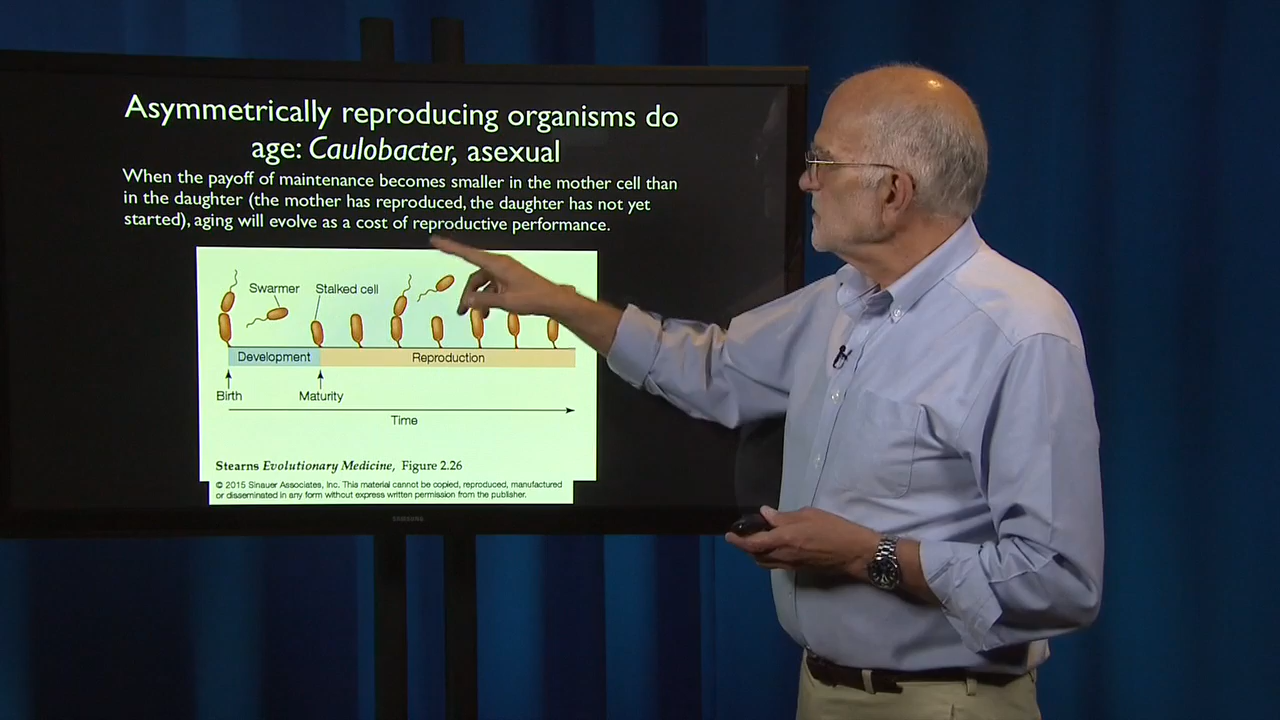 Asymmetrically reproducing organisms do
age: Caulobacter, asexual
When the payoff of maintenance becomes smaller in the mother cell than
in the daughter (the mother has reproduced, the daughter has not yet
started), aging will evolve as a cost of reproductive performance.
Swarmer
Stalked cell
Development
Reproduction
Birth
Maturity
Time
Stearns Evolutionary Medicine, Figure 2.26
© 2015 Sinauer Associates, Inc. This material cannot be copied, reproduced, manufactured
or disseminated in any form without express written permission from the publisher.
SAMSUNG